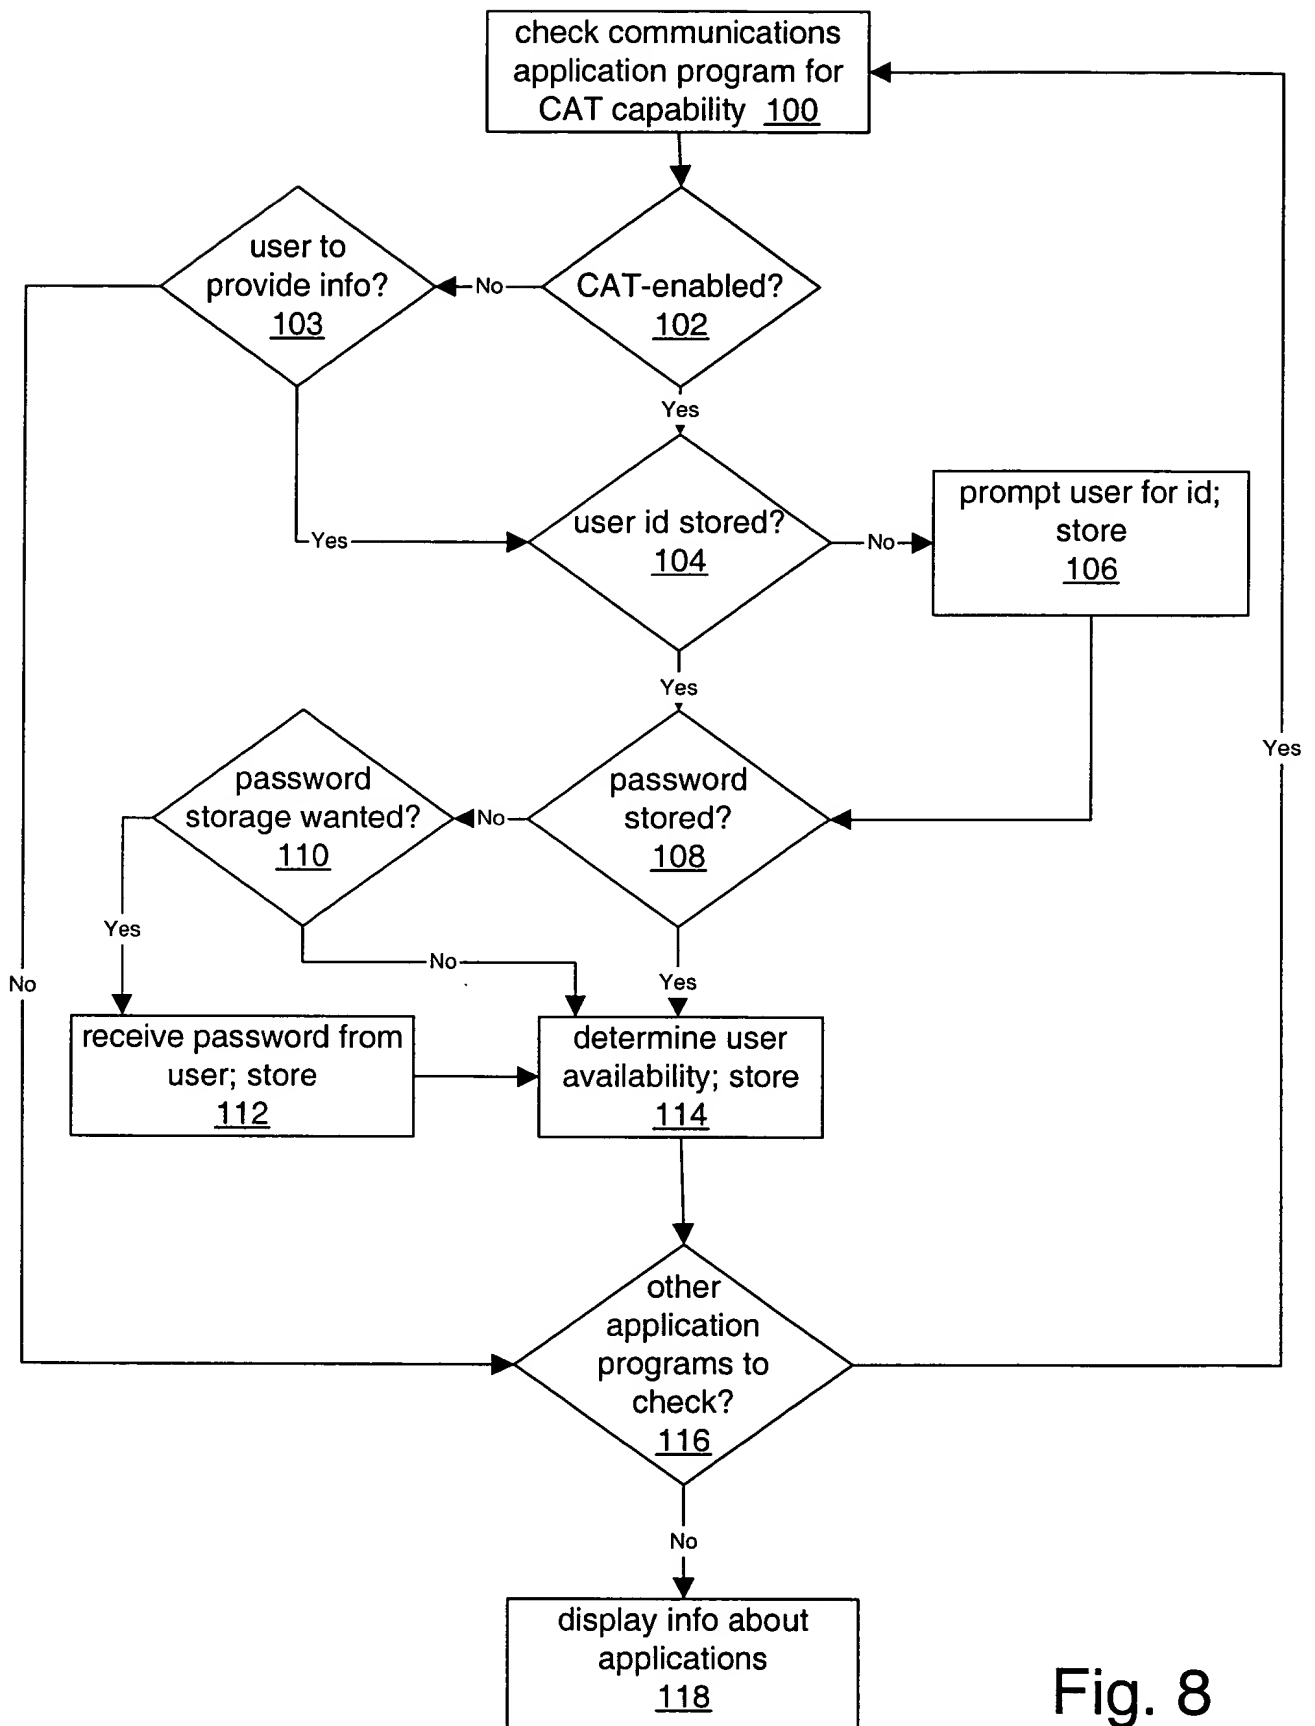 check communications
application program for
CAT capability 100
user to
provide info?
103
No
CAT-enabled?
102
Yes
user id stored?
104
Yes
No
prompt user for id;
store
106
Yes
Yes
password
storage wanted?
110
No
password
stored?
108
Yes
No
Yes
No
receive password from
user; store
112
determine user
availability; store
114
other
application
programs to
check?
116
No
display info about
applications
118
Fig. 8